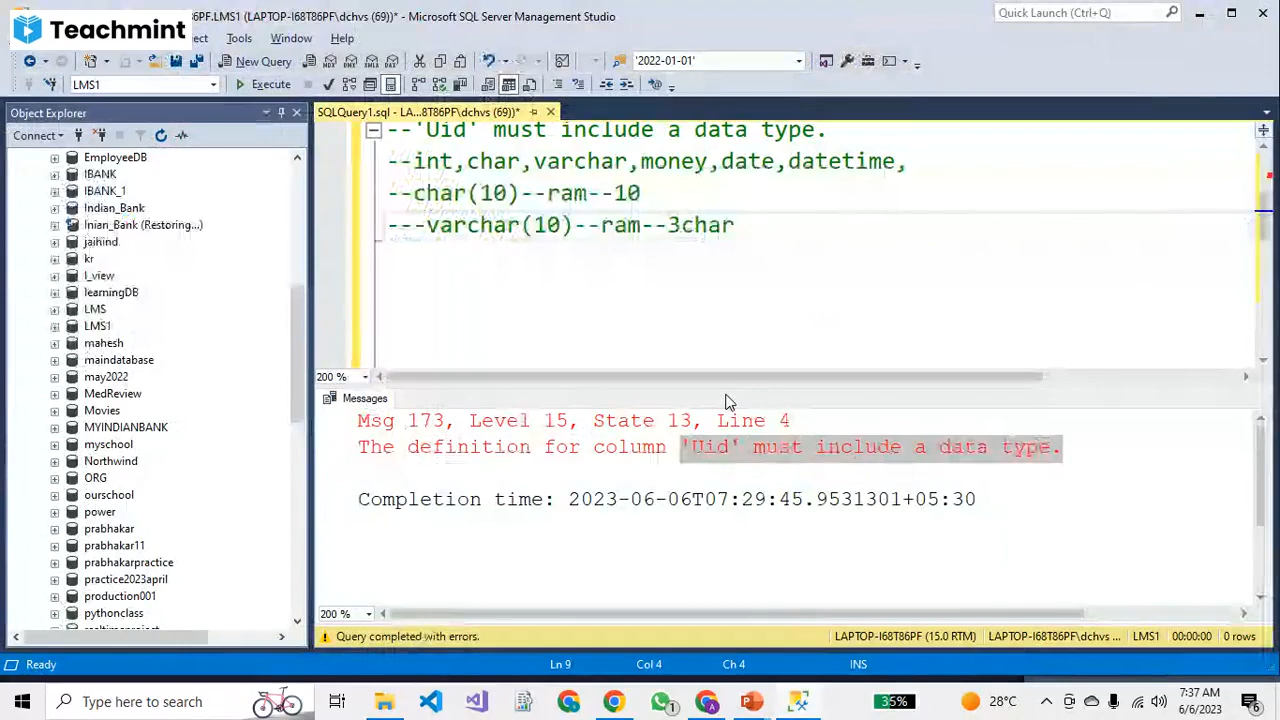 Teachmint
PF.LMS1 (LAPTOP-I68T86PF\dchvs (69))* - Microsoft SQL Server Management Studio
Quick Launch (Ctrl+Q)
Tools Window Help
New Query
'2022-01-01'
LMS1
Execute
Object Explorer
SQLQuery1.sql - LA...8T86PF\dchvs (69))*
Connect
EmployeeDB
IBANK
IBANK_1
Indian_Bank
Inian_Bank (Restoring...)
jaihind
kr
l_view
learningDB
LMS
LMS1
mahesh
maindatabase
may2022
MedReview
Movies
MYINDIANBANK
myschool
Northwind
ORG
ourschool
power
prabhakar
prabhakar11
prabhakarpractice
practice2023april
production001
pythonclass
--'Uid' must include a data type.
--int,char,varchar,money,date,datetime,
--char(10)--ram--10
---varchar(10)--ram--3char
200 %
Messages
Msg 173, Level 15, State 13, Line 4
The definition for column 'Uid' must include a data type.
Completion time: 2023-06-06T07:29:45.9531301+05:30
200 %
Query completed with errors.
LAPTOP-I68T86PF (15.0 RTM)
LAPTOP-I68T86PF\dchvs ...
LMS1
00:00:00
0 rows
Ready
Ln 9
Col 4
Ch 4
INS
Type here to search
1
35%
28°C
7:37 AM
6/6/2023
6